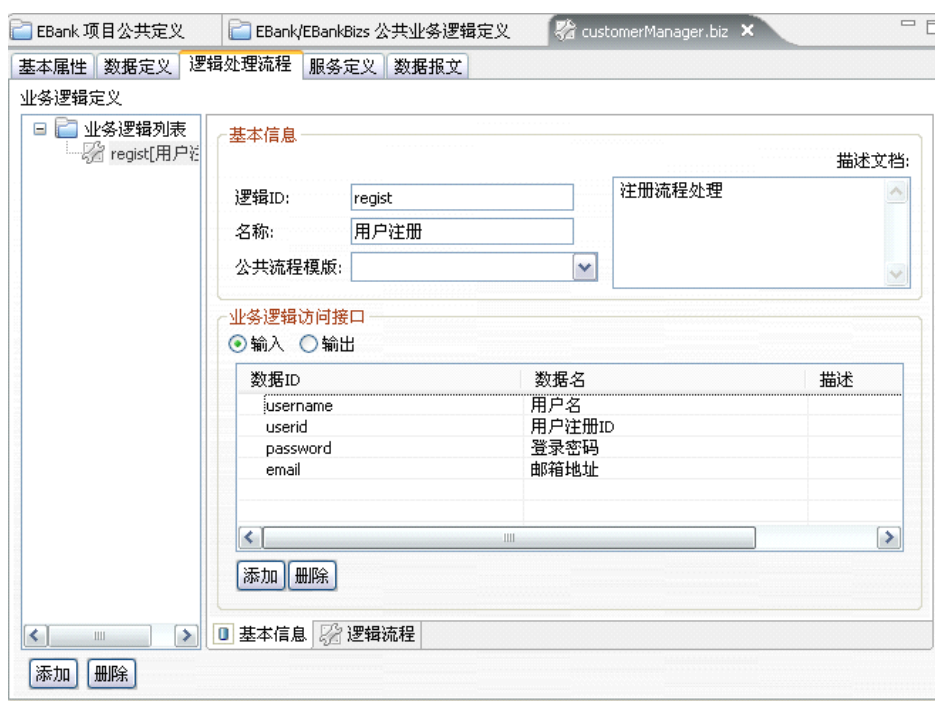 EBank 项目公共定义 EBank/EBankBizs 公共业务逻辑定义 customerManager.biz
基本属性 数据定义 逻辑处理流程 服务定义 数据报文
业务逻辑定义
业务逻辑列表
regist[用户注
基本信息
描述文档:
逻辑ID: regist 注册流程处理
名称: 用户注册
公共流程模版:
业务逻辑访问接口
输入 输出
数据ID 数据名 描述
username 用户名
userid 用户注册ID
password 登录密码
email 邮箱地址
添加 删除
基本信息 逻辑流程
添加 删除